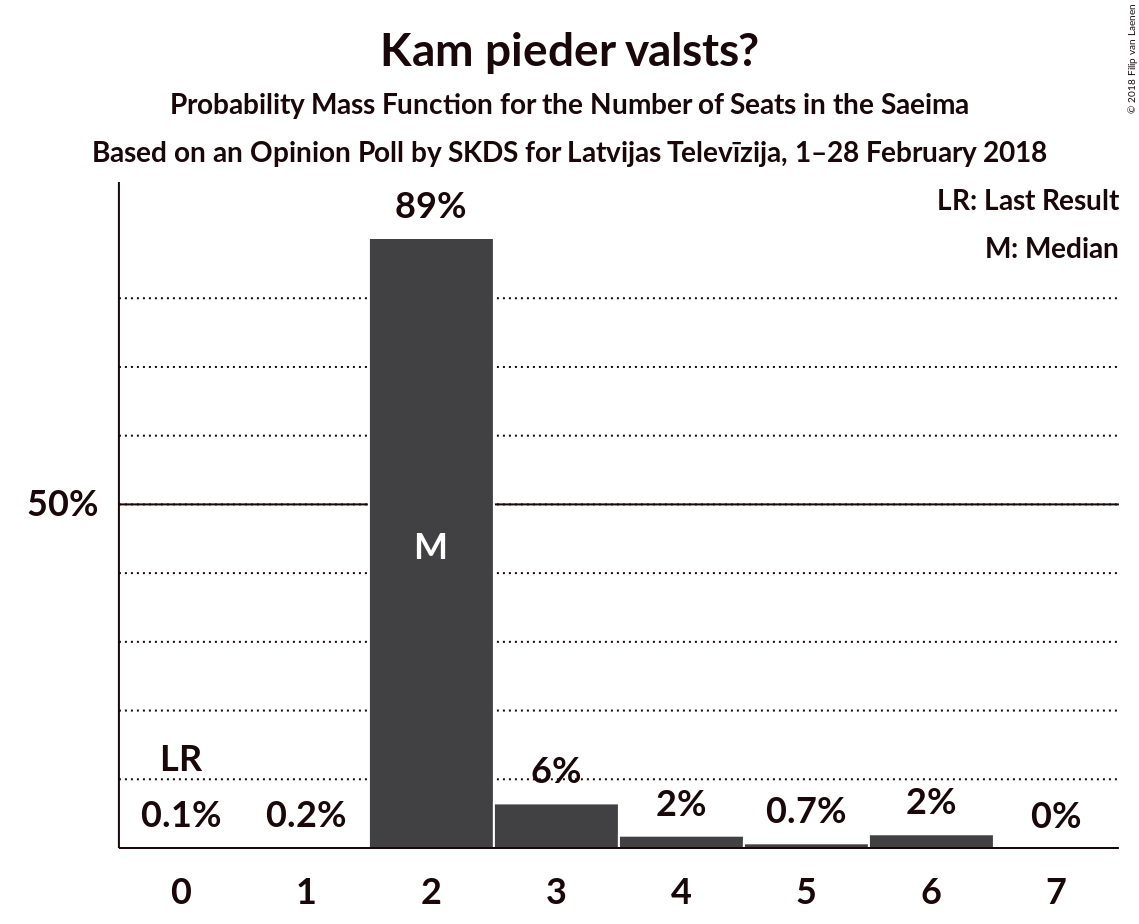 Kam pieder valsts?
Probability Mass Function for the Number of Seats in the Saeima
Based on an Opinion Poll by SKDS for Latvijas Televīzija, 1–28 February 2018
© 2018 Filip van Laenen
LR: Last Result
M: Median
89%
50%
M
LR
0.1%
0.2%
6%
2%
0.7%
2%
0%
0 1 2 3 4 5 6 7